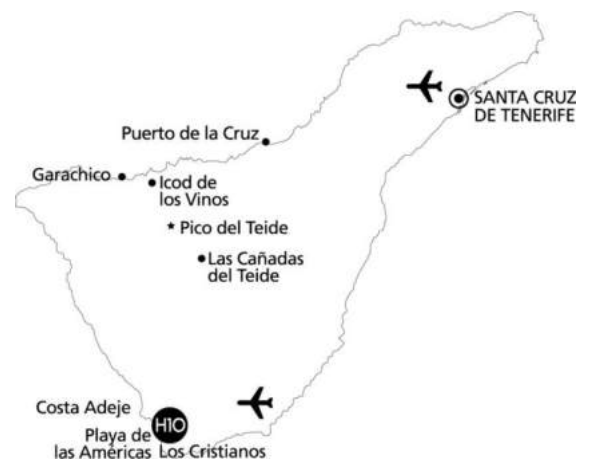 SANTA CRUZ
DE TENERIFE
Puerto de la Cruz
Garachico
Icod de
los Vinos
Pico del Teide
Las Cañadas
del Teide
Costa Adeje
H10
Playa de
las Américas
Los Cristianos